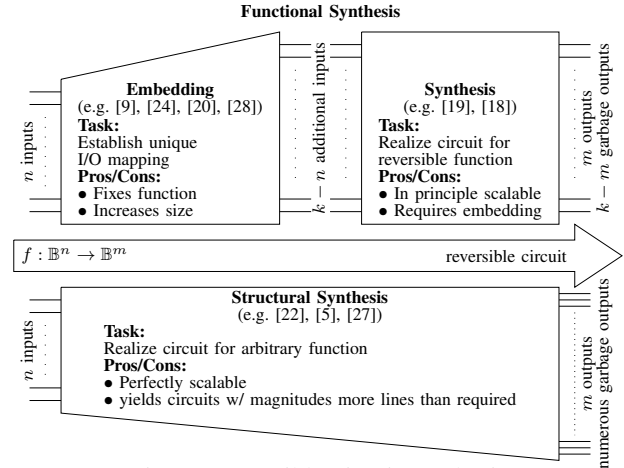 Functional Synthesis
n inputs
Embedding
(e.g. [9], [24], [20], [28])
Task:
Establish unique
I/O mapping
Pros/Cons:
● Fixes function
● Increases size
k − n additional inputs
Synthesis
(e.g. [19], [18])
Task:
Realize circuit for
reversible function
Pros/Cons:
● In principle scalable
● Requires embedding
m outputs
k − m garbage outputs
f : 𝔹ⁿ → 𝔹ᵐ
reversible circuit
n inputs
Structural Synthesis
(e.g. [22], [5], [27])
Task:
Realize circuit for arbitrary function
Pros/Cons:
● Perfectly scalable
● yields circuits w/ magnitudes more lines than required
m outputs
numerous garbage outputs